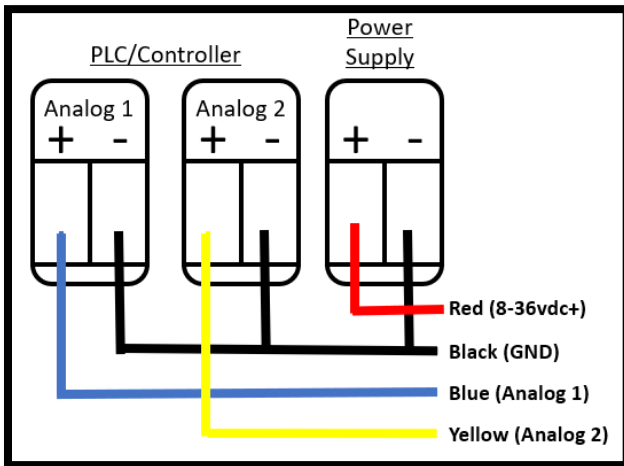 PLC/Controller
Power
Supply
Analog 1
+ -
Analog 2
+ -
+ -
Red (8-36vdc+)
Black (GND)
Blue (Analog 1)
Yellow (Analog 2)